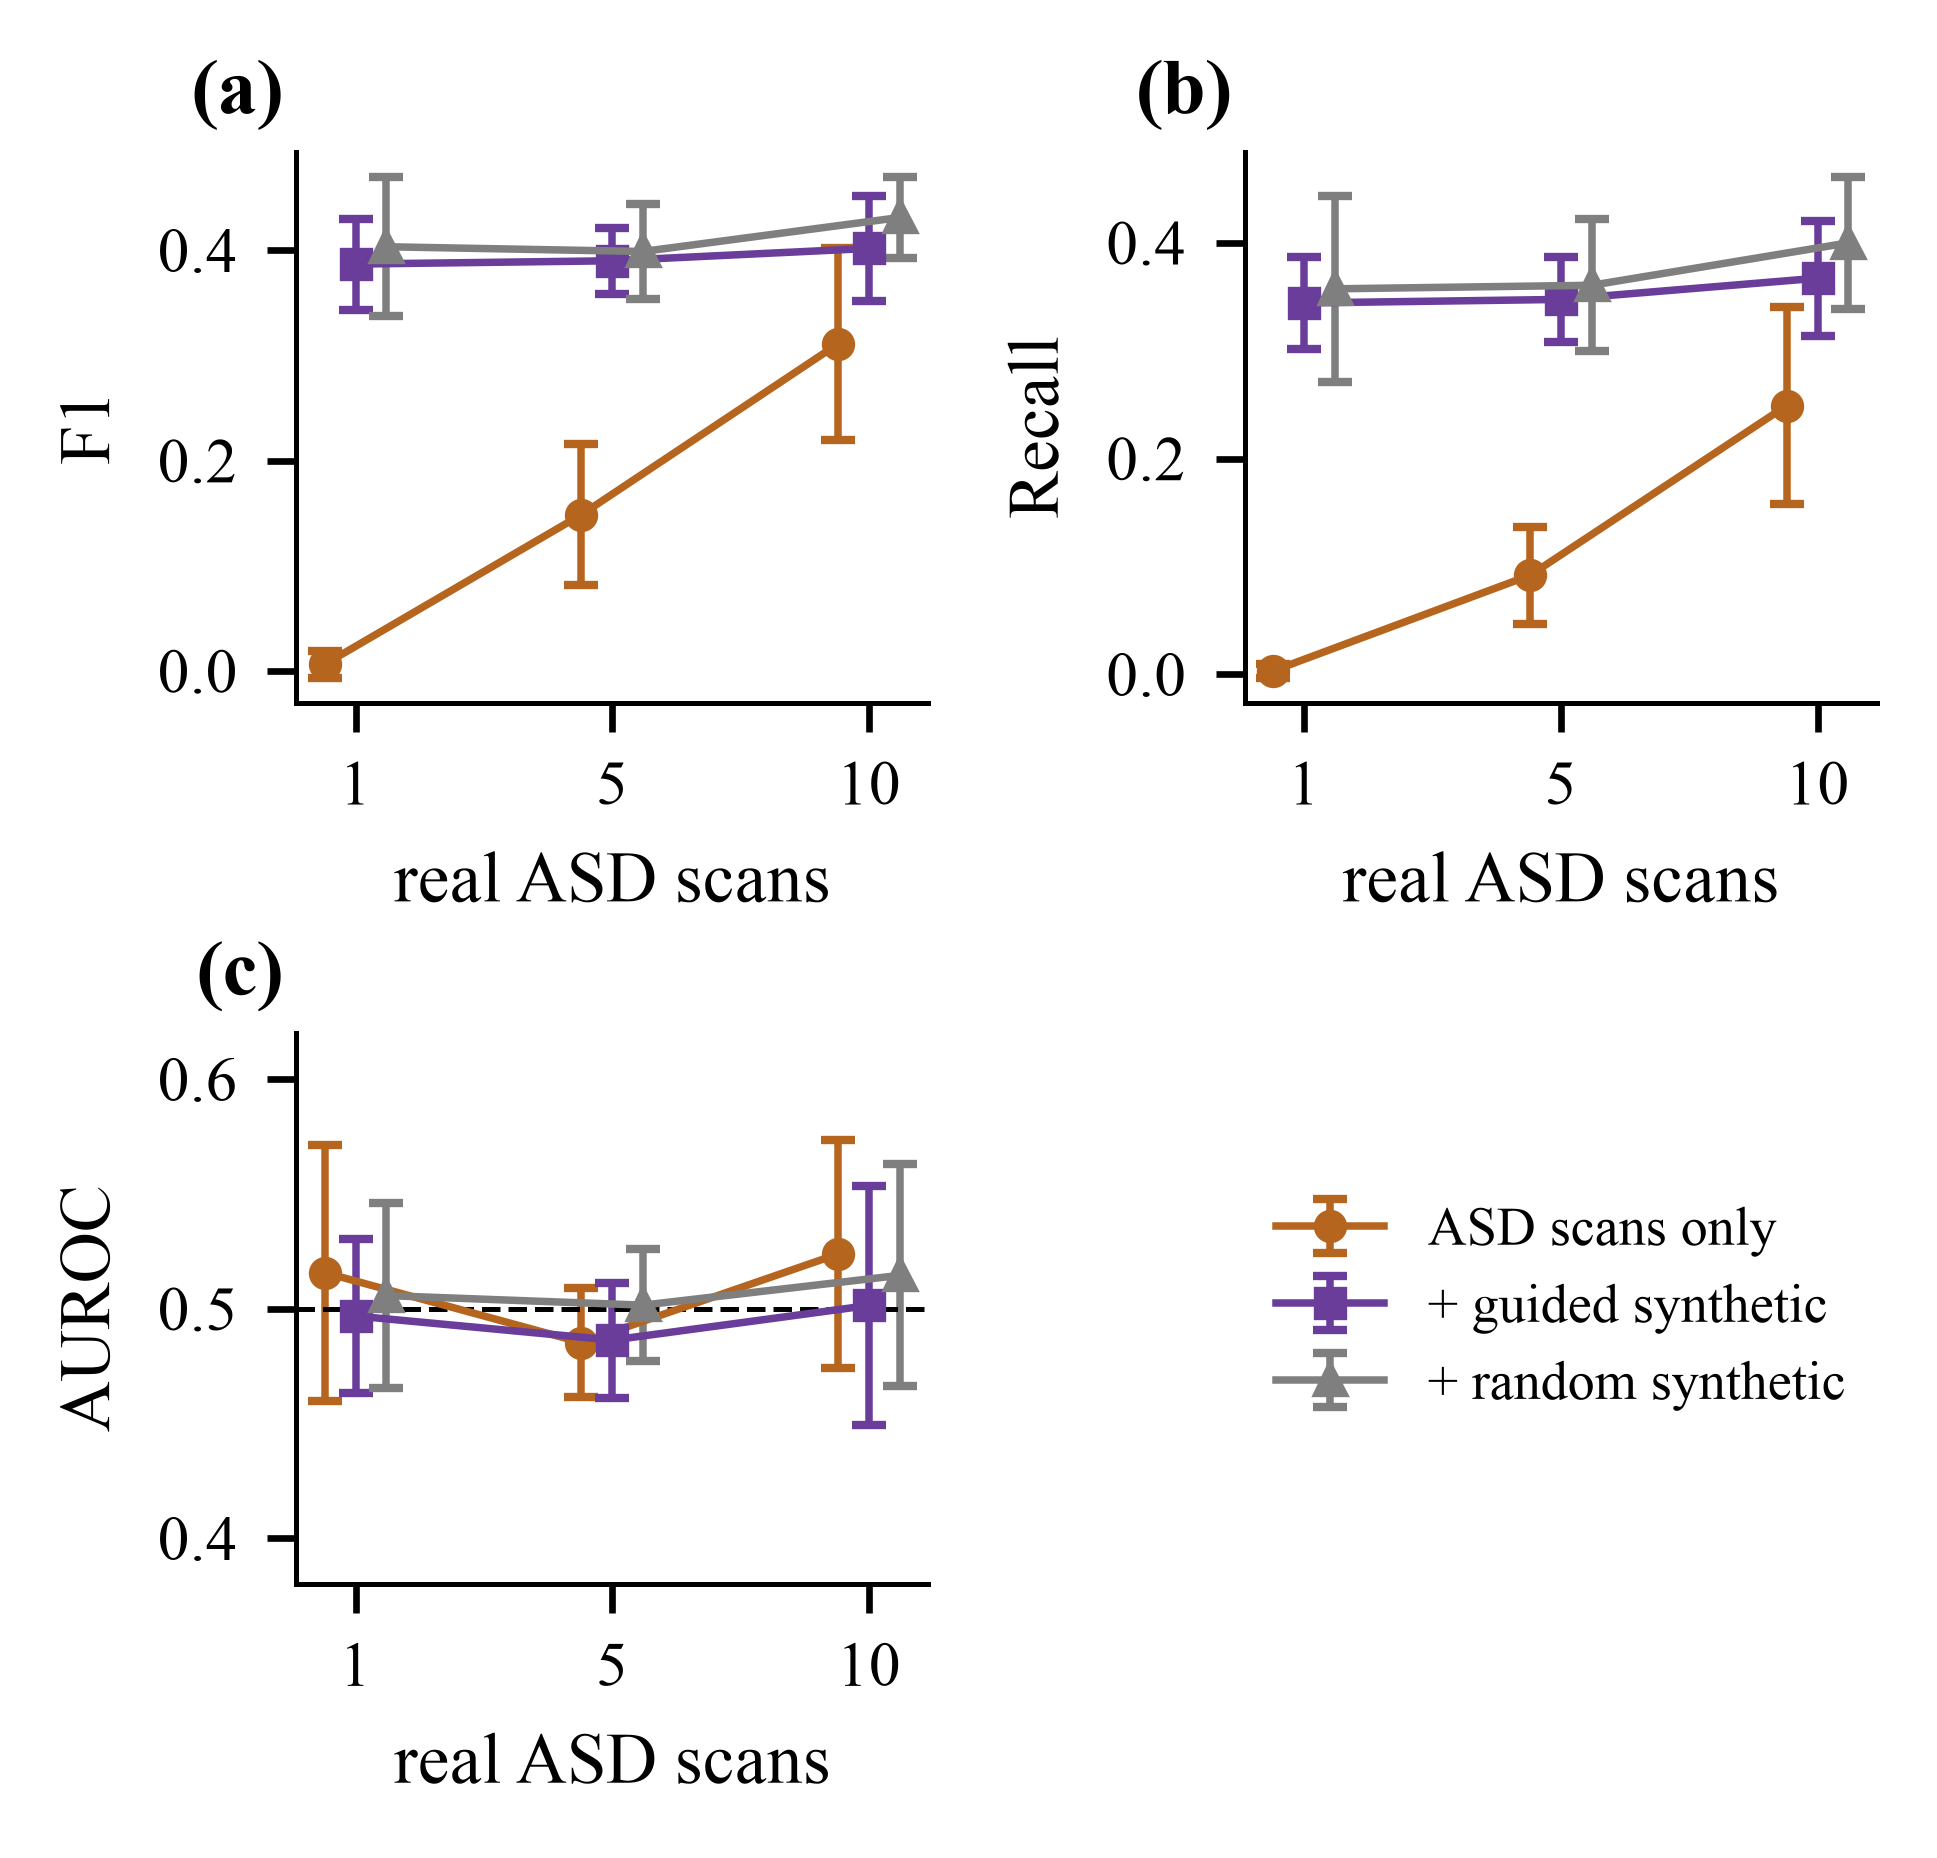 (a)
F1
0.4
0.2
0.0
1 5 10
real ASD scans
(b)
Recall
0.4
0.2
0.0
1 5 10
real ASD scans
(c)
AUROC
0.6
0.5
0.4
1 5 10
real ASD scans
ASD scans only
+ guided synthetic
+ random synthetic